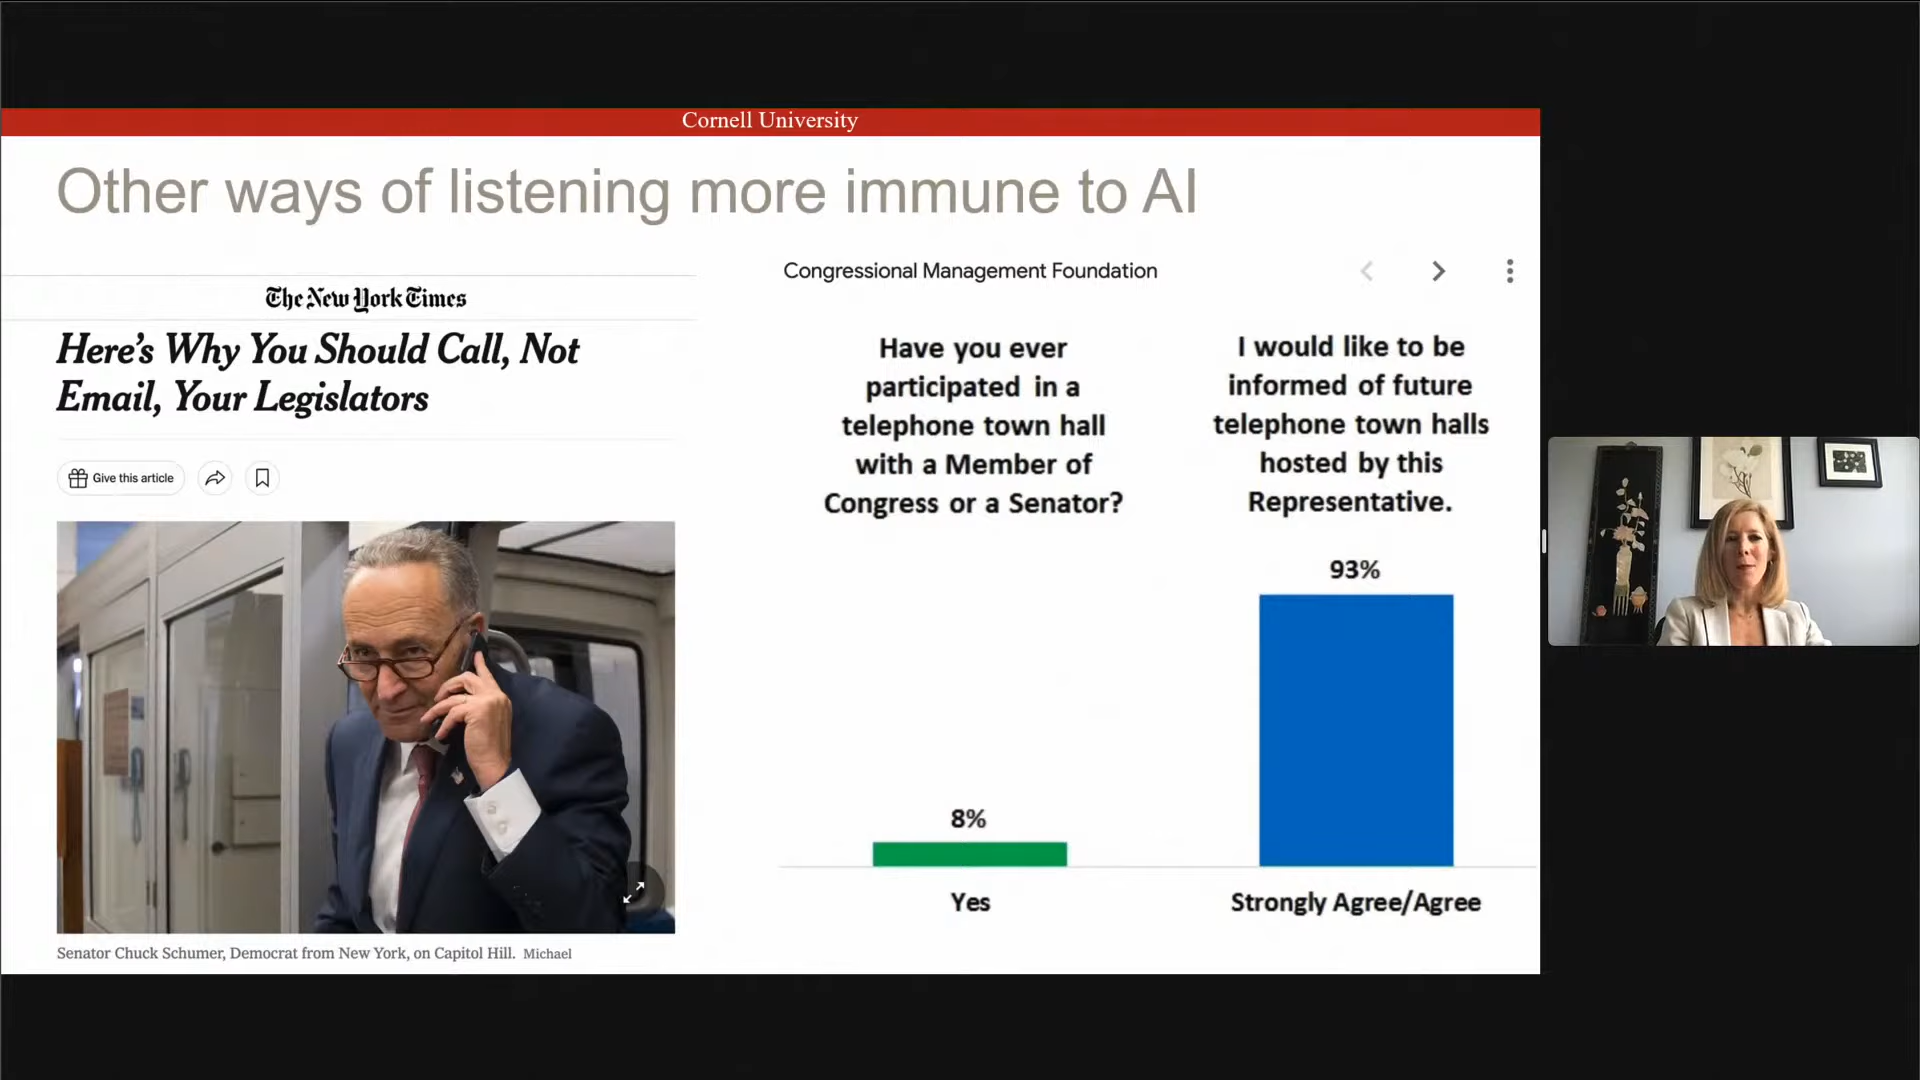 Cornell University
Other ways of listening more immune to AI
The New York Times
Here's Why You Should Call, Not
Email, Your Legislators
Give this article
Senator Chuck Schumer, Democrat from New York, on Capitol Hill. Michael
Congressional Management Foundation
Have you ever
participated in a
telephone town hall
with a Member of
Congress or a Senator?
8%
Yes
I would like to be
informed of future
telephone town halls
hosted by this
Representative.
93%
Strongly Agree/Agree